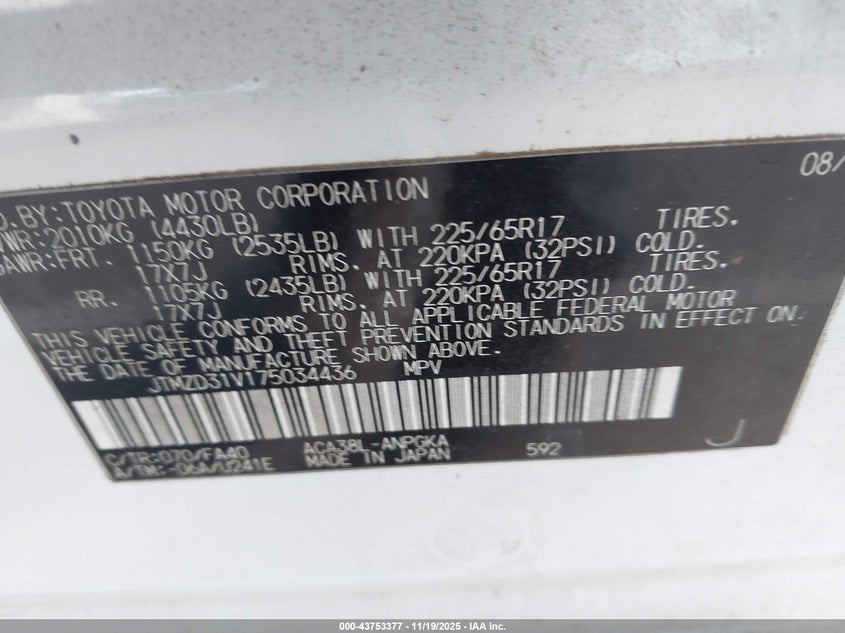 08/
D. BY: TOYOTA MOTOR CORPORATION
VWR: 2010KG (4430LB)
AWR: FRT. 1150KG (2535LB) WITH 225/65R17 TIRES.
17X7J RIMS. AT 220KPA (32PSI) COLD.
RR. 1105KG (2435LB) WITH 225/65R17 TIRES.
17X7J RIMS. AT 220KPA (32PSI) COLD.
THIS VEHICLE CONFORMS TO ALL APPLICABLE FEDERAL MOTOR
VEHICLE SAFETY AND THEFT PREVENTION STANDARDS IN EFFECT ON
THE DATE OF MANUFACTURE SHOWN ABOVE.
JTMZD31V175034436 MPV
C/TR: 070/FA40 ACA38L-ANPGKA 592 J
A/TM: -06A/U241E MADE IN JAPAN
000-43753377 - 11/19/2025 - IAA Inc.